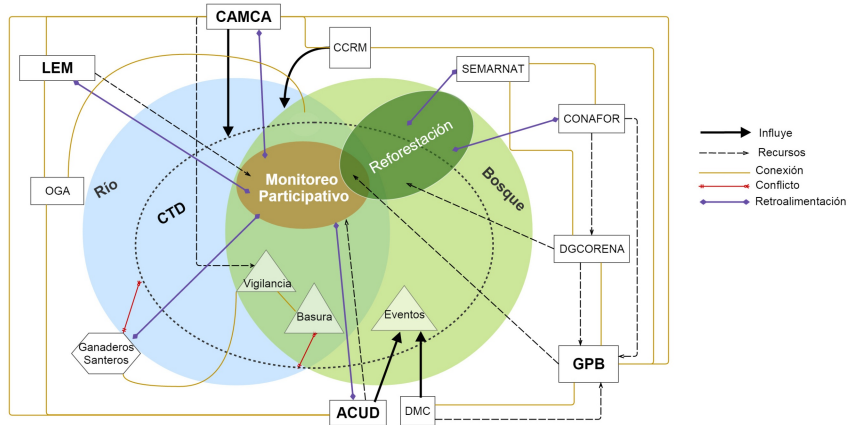 CAMCA
CCRM
LEM
SEMARNAT
CONAFOR
Reforestación
OGA
Río
CTD
Monitoreo
Participativo
Bosque
Influye
Recursos
Conexión
Conflicto
Retroalimentación
DGCORENA
Vigilancia
Basura
Eventos
Ganaderos
Santeros
GPB
ACUD
DMC